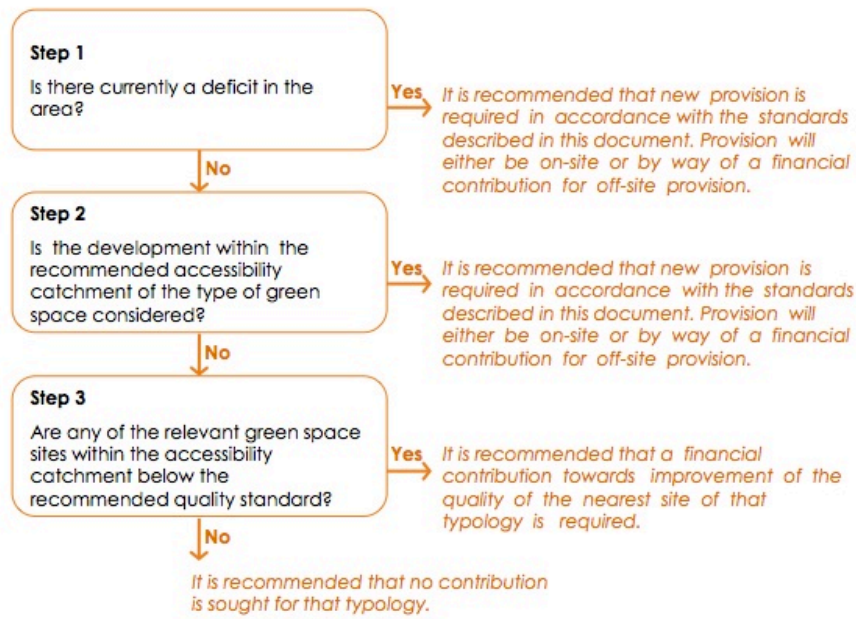 Step 1
Is there currently a deficit in the
area?
Yes
It is recommended that new provision is
required in accordance with the standards
described in this document. Provision will
either be on-site or by way of a financial
contribution for off-site provision.
No
Step 2
Is the development within the
recommended accessibility
catchment of the type of green
space considered?
Yes
It is recommended that new provision is
required in accordance with the standards
described in this document. Provision will
either be on-site or by way of a financial
contribution for off-site provision.
No
Step 3
Are any of the relevant green space
sites within the accessibility
catchment below the
recommended quality standard?
Yes
It is recommended that a financial
contribution towards improvement of the
quality of the nearest site of that
typology is required.
No
It is recommended that no contribution
is sought for that typology.